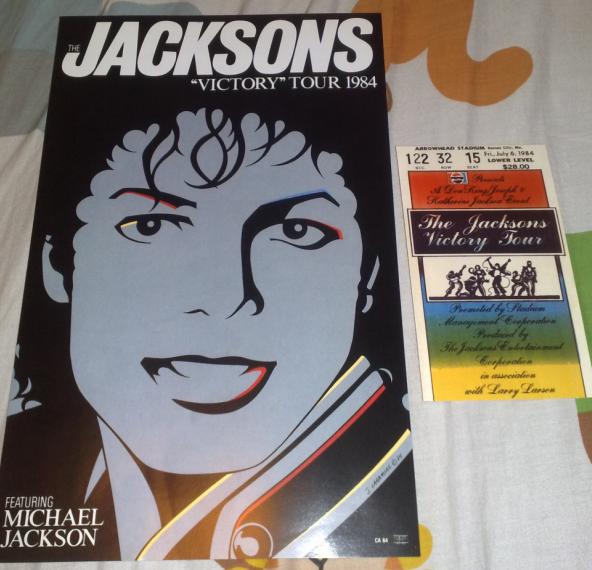 THE JACKSONS
"VICTORY" TOUR 1984
FEATURING
MICHAEL
JACKSON
CA 84
ARROWHEAD STADIUM Kansas City, Mo.
122 32 15 Fri., July 6, 1984
SEC. ROW SEAT LOWER LEVEL
$28.00
Presents
A Don King/Joseph &
Katherine Jackson Event
The Jacksons
Victory Tour
Promoted by Stadium
Management Corporation
Produced by
The Jacksons Entertainment
Corporation
in association
with Larry Larson